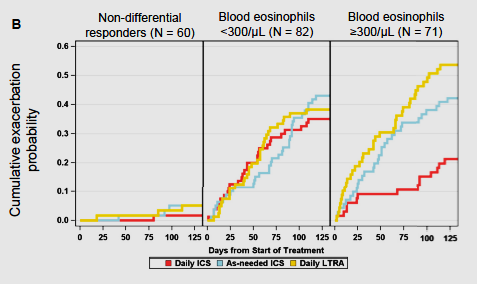 B
Non-differential
responders (N = 60)
Blood eosinophils
<300/µL (N = 82)
Blood eosinophils
≥300/µL (N = 71)
Cumulative exacerbation
probability
0.6
0.5
0.4
0.3
0.2
0.1
0.0
0 25 50 75 100 125
0 25 50 75 100 125
0 25 50 75 100 125
Days from Start of Treatment
Daily ICS As-needed ICS Daily LTRA